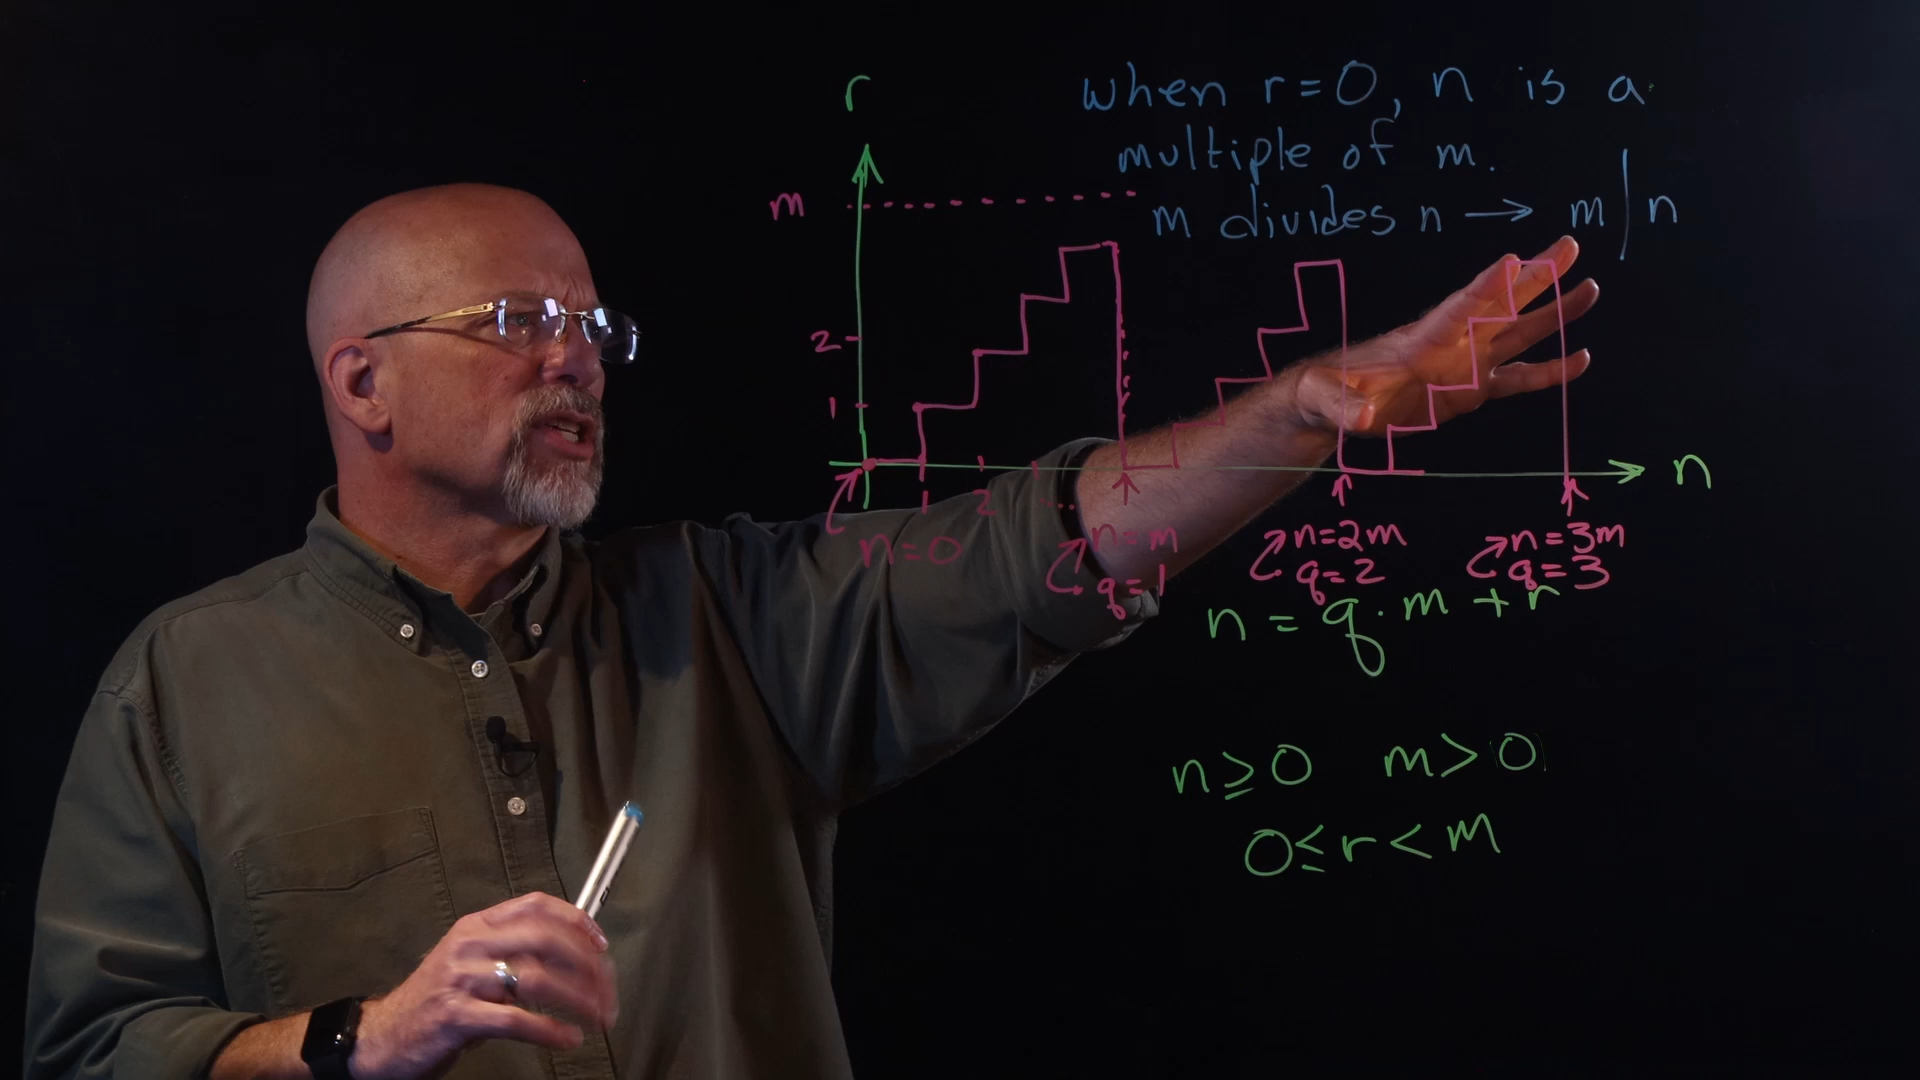 r
when r=0, n is a
multiple of m.
m
m divides n → m|n
2
1
n
1 2 ....
n=0
n=m
q=1
n=2m
q=2
n=3m
q=3
n = q·m + r
n≥0 m>0
0≤r<m